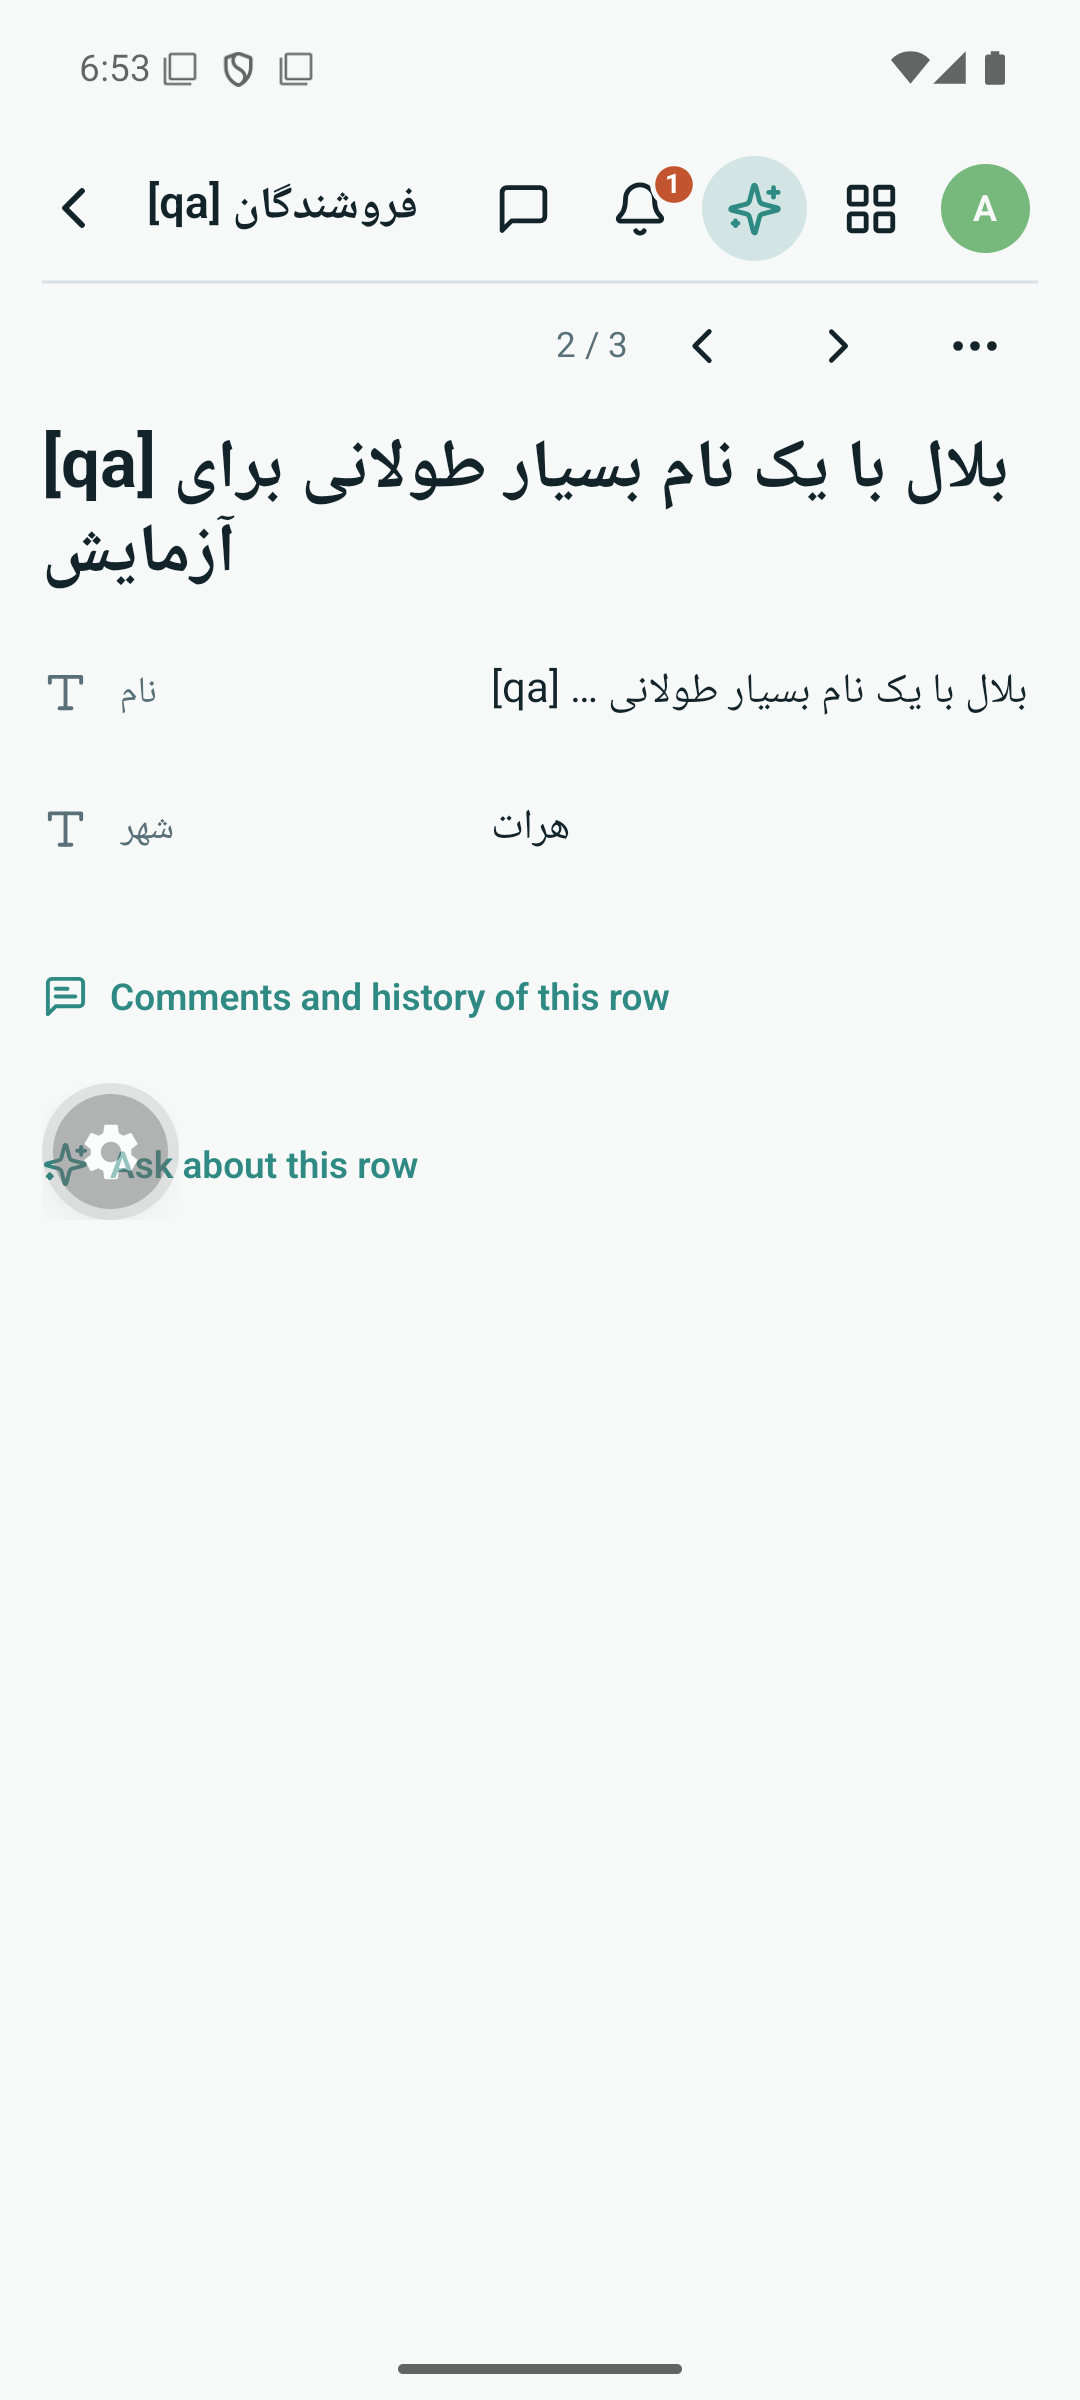 6:53
[qa] فروشندگان
1
A
2 / 3
[qa] بلال با یک نام بسیار طولانی برای
آزمایش
نام
[qa] بلال با یک نام بسیار طولانی ...
شهر
هرات
Comments and history of this row
Ask about this row